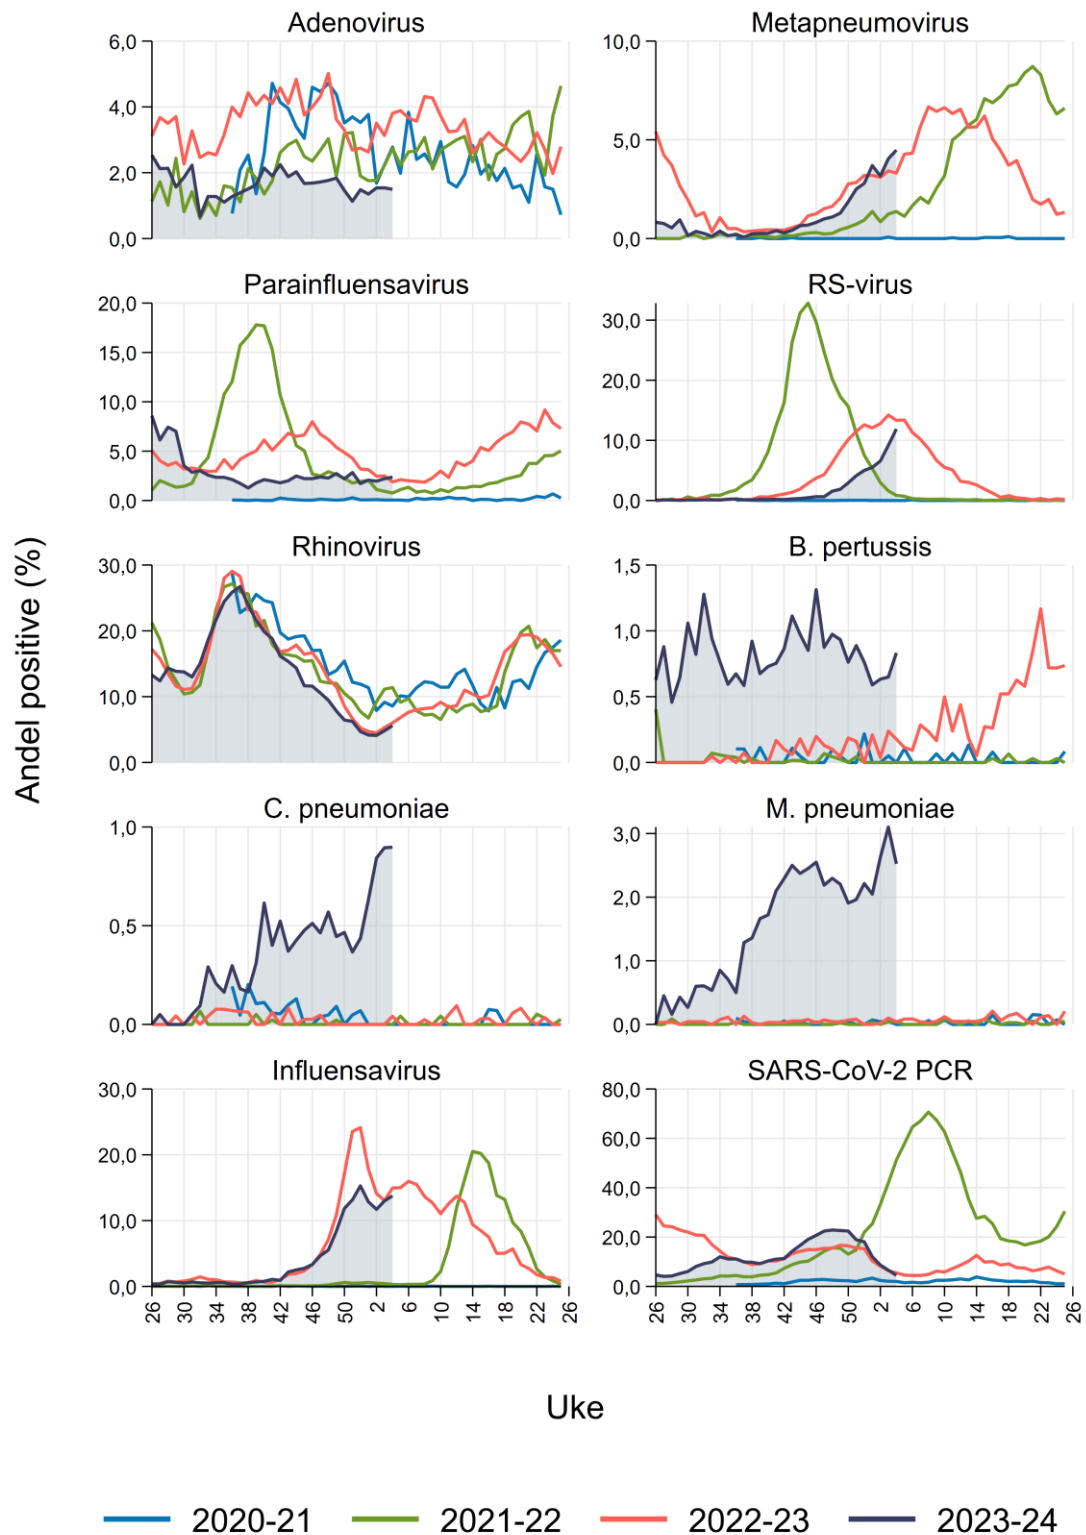 Adenovirus
6,0
4,0
2,0
0,0
Metapneumovirus
10,0
5,0
0,0
Parainfluensavirus
20,0
15,0
10,0
5,0
0,0
RS-virus
30,0
20,0
10,0
0,0
Rhinovirus
30,0
20,0
10,0
0,0
B. pertussis
1,5
1,0
0,5
0,0
C. pneumoniae
1,0
0,5
0,0
M. pneumoniae
3,0
2,0
1,0
0,0
Influensavirus
30,0
20,0
10,0
0,0
26 30 34 38 42 46 50 2 6 10 14 18 22 26
SARS-CoV-2 PCR
80,0
60,0
40,0
20,0
0,0
26 30 34 38 42 46 50 2 6 10 14 18 22 26
Andel positive (%)
Uke
2020-21 2021-22 2022-23 2023-24